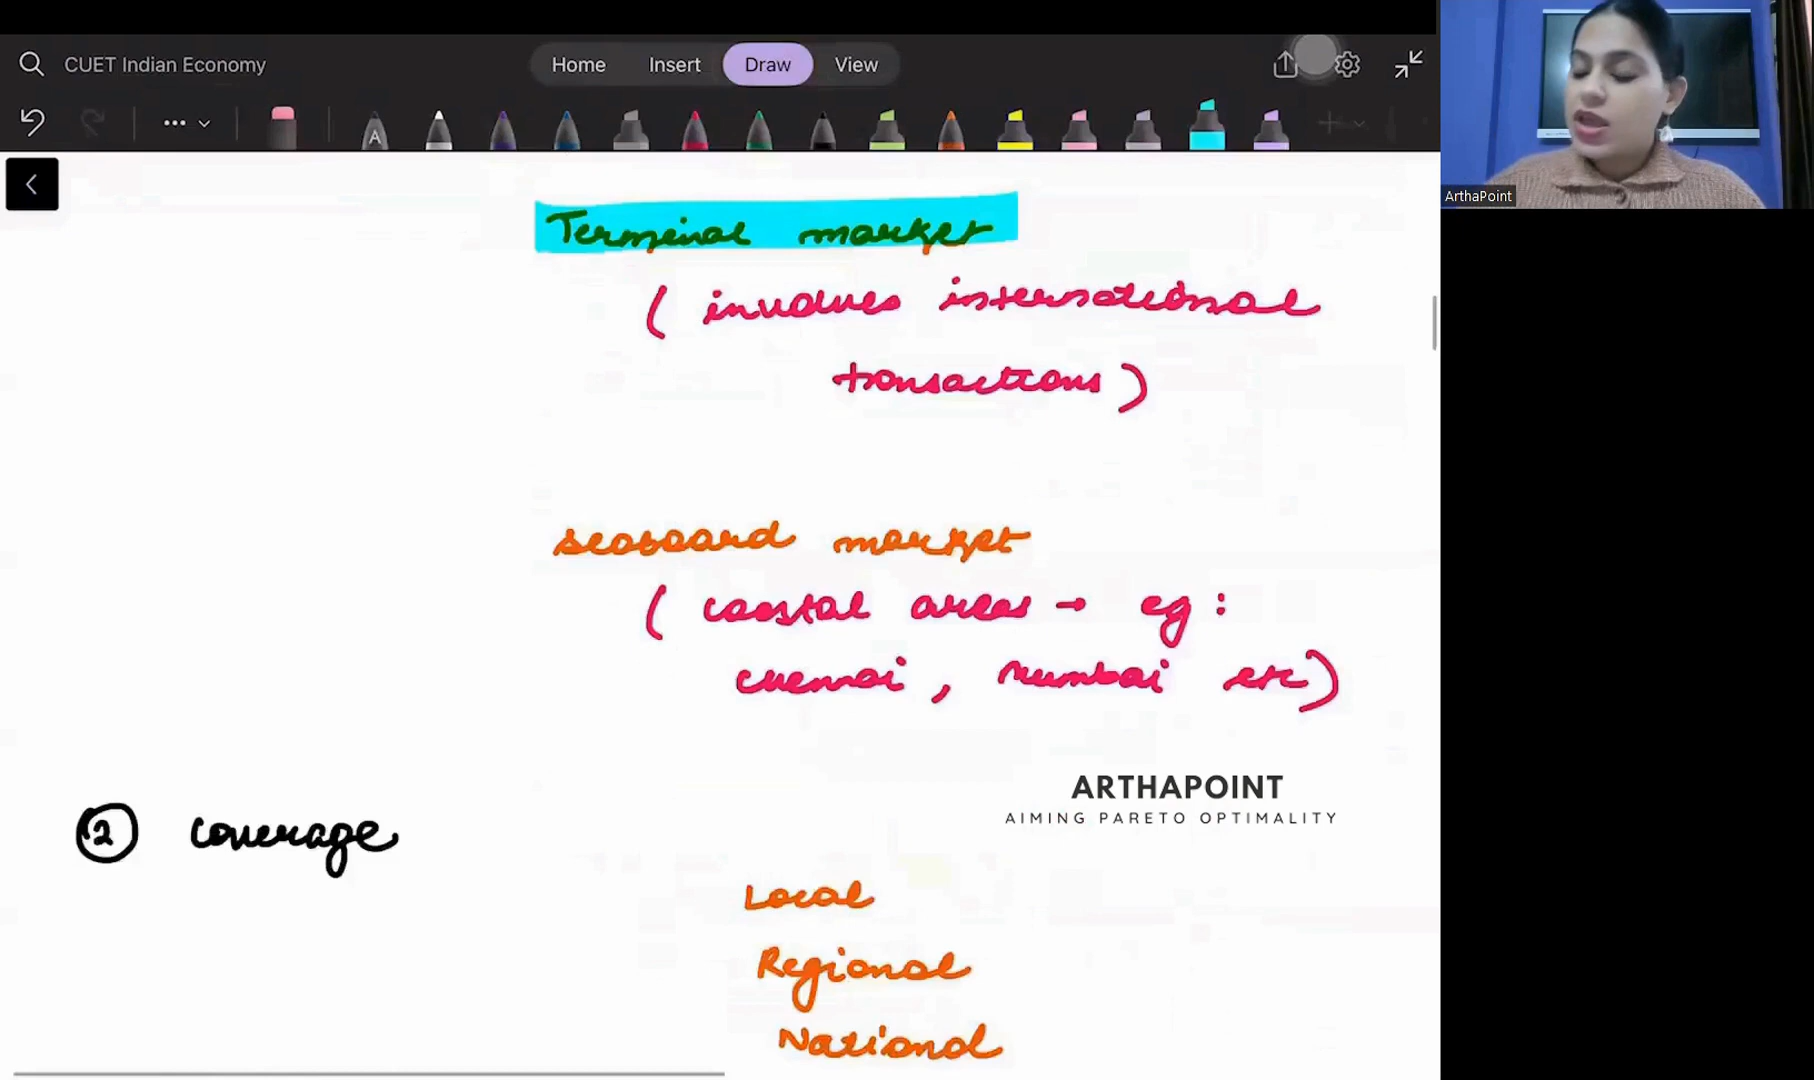 CUET Indian Economy
Home Insert Draw View
A
ArthaPoint
Terminal market
( involves international
transactions )
seaboard market
( coastal areas → eg :
chennai , Mumbai etc )
ARTHAPOINT
AIMING PARETO OPTIMALITY
② coverage
Local
Regional
National